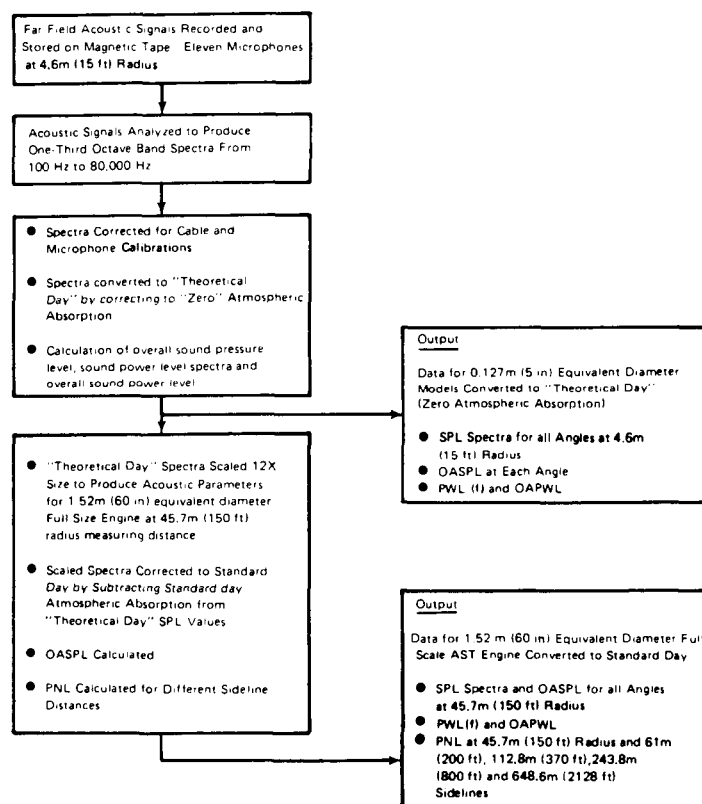 Far Field Acoust c Signals Recorded and
Stored on Magnetic Tape Eleven Microphones
at 4.6m (15 ft) Radius
Acoustic Signals Analyzed to Produce
One-Third Octave Band Spectra From
100 Hz to 80,000 Hz
● Spectra Corrected for Cable and
Microphone Calibrations
● Spectra converted to "Theoretical
Day" by correcting to "Zero" Atmospheric
Absorption
● Calculation of overall sound pressure
level, sound power level spectra and
overall sound power level
Output
Data for 0.127m (5 in) Equivalent Diameter
Models Converted to "Theoretical Day"
(Zero Atmospheric Absorption)
● SPL Spectra for all Angles at 4.6m
(15 ft) Radius
● OASPL at Each Angle
● PWL (f) and OAPWL
● "Theoretical Day" Spectra Scaled 12X
Size to Produce Acoustic Parameters
for 1.52m (60 in) equivalent diameter
Full Size Engine at 45.7m (150 ft)
radius measuring distance
● Scaled Spectra Corrected to Standard
Day by Subtracting Standard day
Atmospheric Absorption from
"Theoretical Day" SPL Values
● OASPL Calculated
● PNL Calculated for Different Sideline
Distances
Output
Data for 1.52 m (60 in) Equivalent Diameter Full
Scale AST Engine Converted to Standard Day
● SPL Spectra and OASPL for all Angles
at 45.7m (150 ft) Radius
● PWL(f) and OAPWL
● PNL at 45.7m (150 ft) Radius and 61m
(200 ft), 112.8m (370 ft),243.8m
(800 ft) and 648.6m (2128 ft)
Sidelines